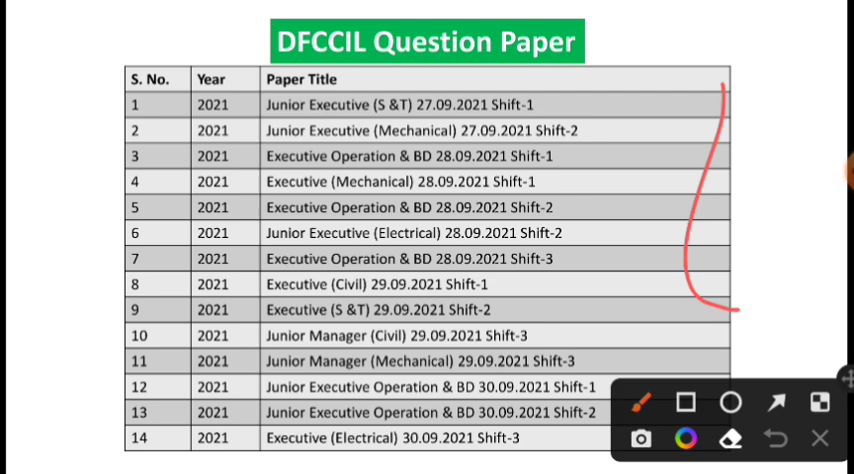 DFCCIL Question Paper
S. No. Year Paper Title
1 2021 Junior Executive (S &T) 27.09.2021 Shift-1
2 2021 Junior Executive (Mechanical) 27.09.2021 Shift-2
3 2021 Executive Operation & BD 28.09.2021 Shift-1
4 2021 Executive (Mechanical) 28.09.2021 Shift-1
5 2021 Executive Operation & BD 28.09.2021 Shift-2
6 2021 Junior Executive (Electrical) 28.09.2021 Shift-2
7 2021 Executive Operation & BD 28.09.2021 Shift-3
8 2021 Executive (Civil) 29.09.2021 Shift-1
9 2021 Executive (S &T) 29.09.2021 Shift-2
10 2021 Junior Manager (Civil) 29.09.2021 Shift-3
11 2021 Junior Manager (Mechanical) 29.09.2021 Shift-3
12 2021 Junior Executive Operation & BD 30.09.2021 Shift-1
13 2021 Junior Executive Operation & BD 30.09.2021 Shift-2
14 2021 Executive (Electrical) 30.09.2021 Shift-3